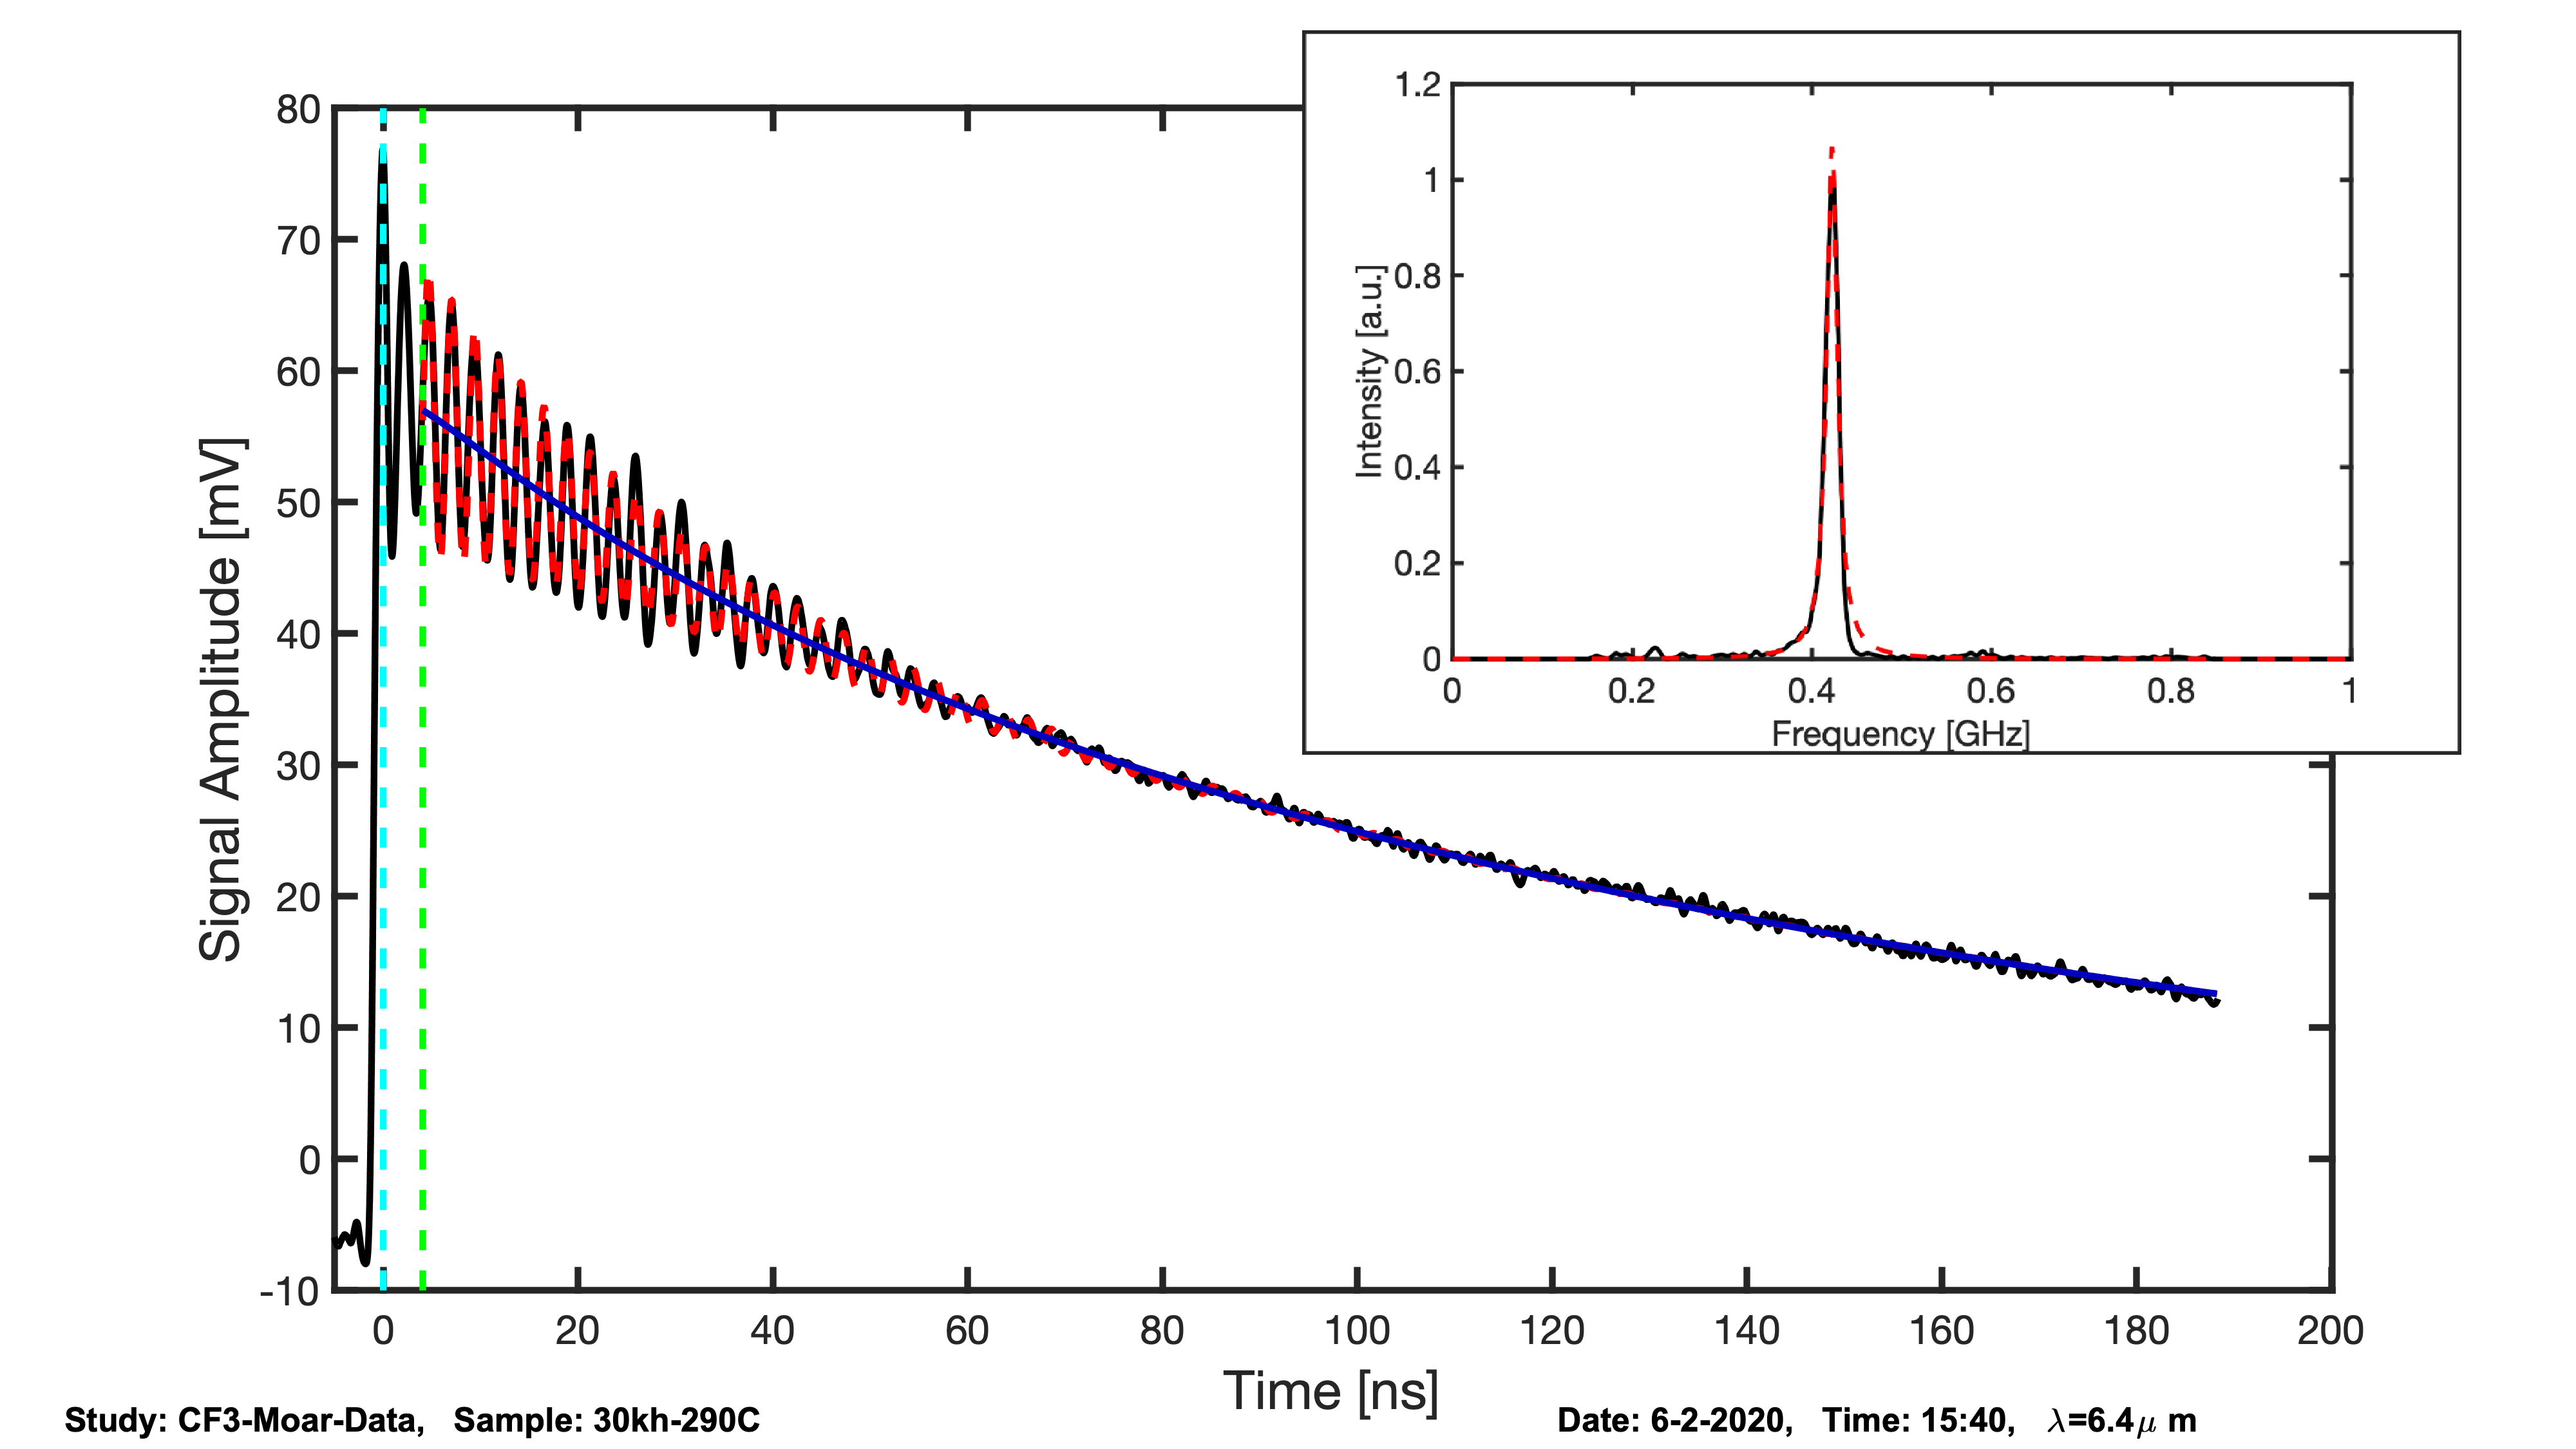 1.2
1
0.8
0.6
0.4
0.2
0
Intensity [a.u.]
0 0.2 0.4 0.6 0.8 1
Frequency [GHz]
80
70
60
50
40
30
20
10
0
-10
Signal Amplitude [mV]
0 20 40 60 80 100 120 140 160 180 200
Time [ns]
Study: CF3-Moar-Data, Sample: 30kh-290C
Date: 6-2-2020, Time: 15:40, λ=6.4μ m